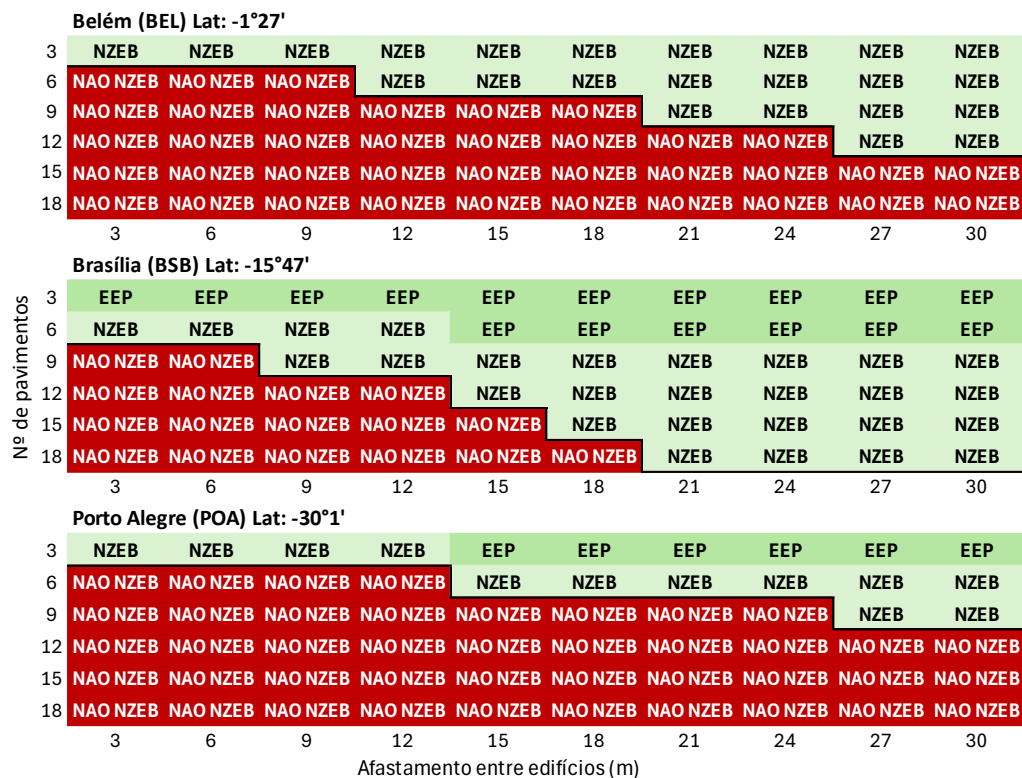 Belém (BEL) Lat: -1°27'
3 NZEB NZEB NZEB NZEB NZEB NZEB NZEB NZEB NZEB NZEB
6 NAO NZEB NAO NZEB NAO NZEB NZEB NZEB NZEB NZEB NZEB NZEB NZEB
9 NAO NZEB NAO NZEB NAO NZEB NAO NZEB NAO NZEB NAO NZEB NZEB NZEB NZEB NZEB
12 NAO NZEB NAO NZEB NAO NZEB NAO NZEB NAO NZEB NAO NZEB NAO NZEB NAO NZEB NZEB NZEB
15 NAO NZEB NAO NZEB NAO NZEB NAO NZEB NAO NZEB NAO NZEB NAO NZEB NAO NZEB NAO NZEB NAO NZEB
18 NAO NZEB NAO NZEB NAO NZEB NAO NZEB NAO NZEB NAO NZEB NAO NZEB NAO NZEB NAO NZEB NAO NZEB
3 6 9 12 15 18 21 24 27 30
Brasília (BSB) Lat: -15°47'
3 EEP EEP EEP EEP EEP EEP EEP EEP EEP EEP
6 NZEB NZEB NZEB NZEB EEP EEP EEP EEP EEP EEP
9 NAO NZEB NAO NZEB NZEB NZEB NZEB NZEB NZEB NZEB NZEB NZEB
12 NAO NZEB NAO NZEB NAO NZEB NAO NZEB NZEB NZEB NZEB NZEB NZEB NZEB
15 NAO NZEB NAO NZEB NAO NZEB NAO NZEB NAO NZEB NZEB NZEB NZEB NZEB NZEB
18 NAO NZEB NAO NZEB NAO NZEB NAO NZEB NAO NZEB NAO NZEB NZEB NZEB NZEB NZEB
3 6 9 12 15 18 21 24 27 30
Nº de pavimentos
Porto Alegre (POA) Lat: -30°1'
3 NZEB NZEB NZEB NZEB EEP EEP EEP EEP EEP EEP
6 NAO NZEB NAO NZEB NAO NZEB NAO NZEB NZEB NZEB NZEB NZEB NZEB NZEB
9 NAO NZEB NAO NZEB NAO NZEB NAO NZEB NAO NZEB NAO NZEB NAO NZEB NAO NZEB NZEB NZEB
12 NAO NZEB NAO NZEB NAO NZEB NAO NZEB NAO NZEB NAO NZEB NAO NZEB NAO NZEB NAO NZEB NAO NZEB
15 NAO NZEB NAO NZEB NAO NZEB NAO NZEB NAO NZEB NAO NZEB NAO NZEB NAO NZEB NAO NZEB NAO NZEB
18 NAO NZEB NAO NZEB NAO NZEB NAO NZEB NAO NZEB NAO NZEB NAO NZEB NAO NZEB NAO NZEB NAO NZEB
3 6 9 12 15 18 21 24 27 30
Afastamento entre edifícios (m)